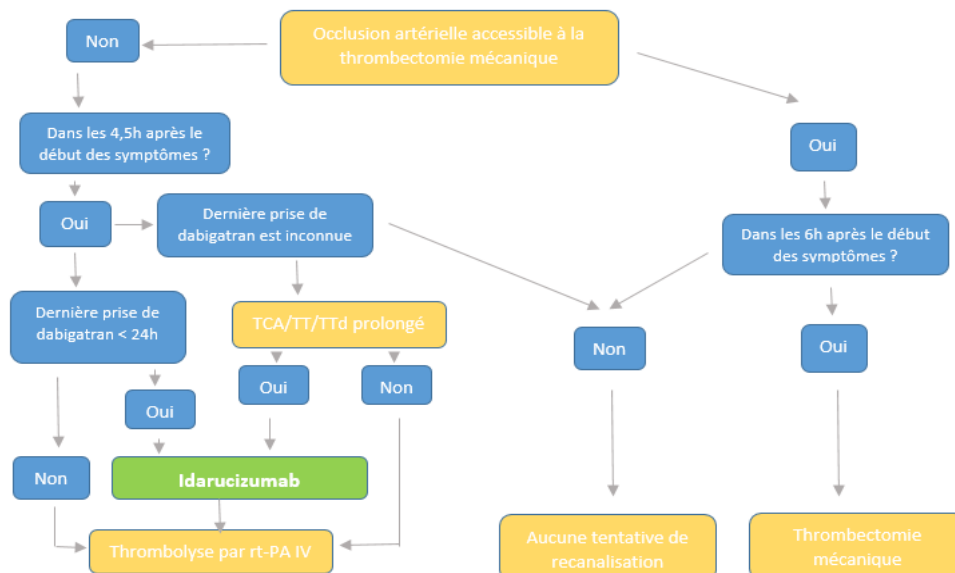 Occlusion artérielle accessible à la
thrombectomie mécanique
Non
Dans les 4,5h après le
début des symptômes ?
Oui
Oui
Dernière prise de
dabigatran est inconnue
Dans les 6h après le début
des symptômes ?
Dernière prise de
dabigatran < 24h
TCA/TT/TTd prolongé
Non
Oui
Oui
Oui
Non
Non
Idarucizumab
Thrombolyse par rt-PA IV
Aucune tentative de
recanalisation
Thrombectomie
mécanique